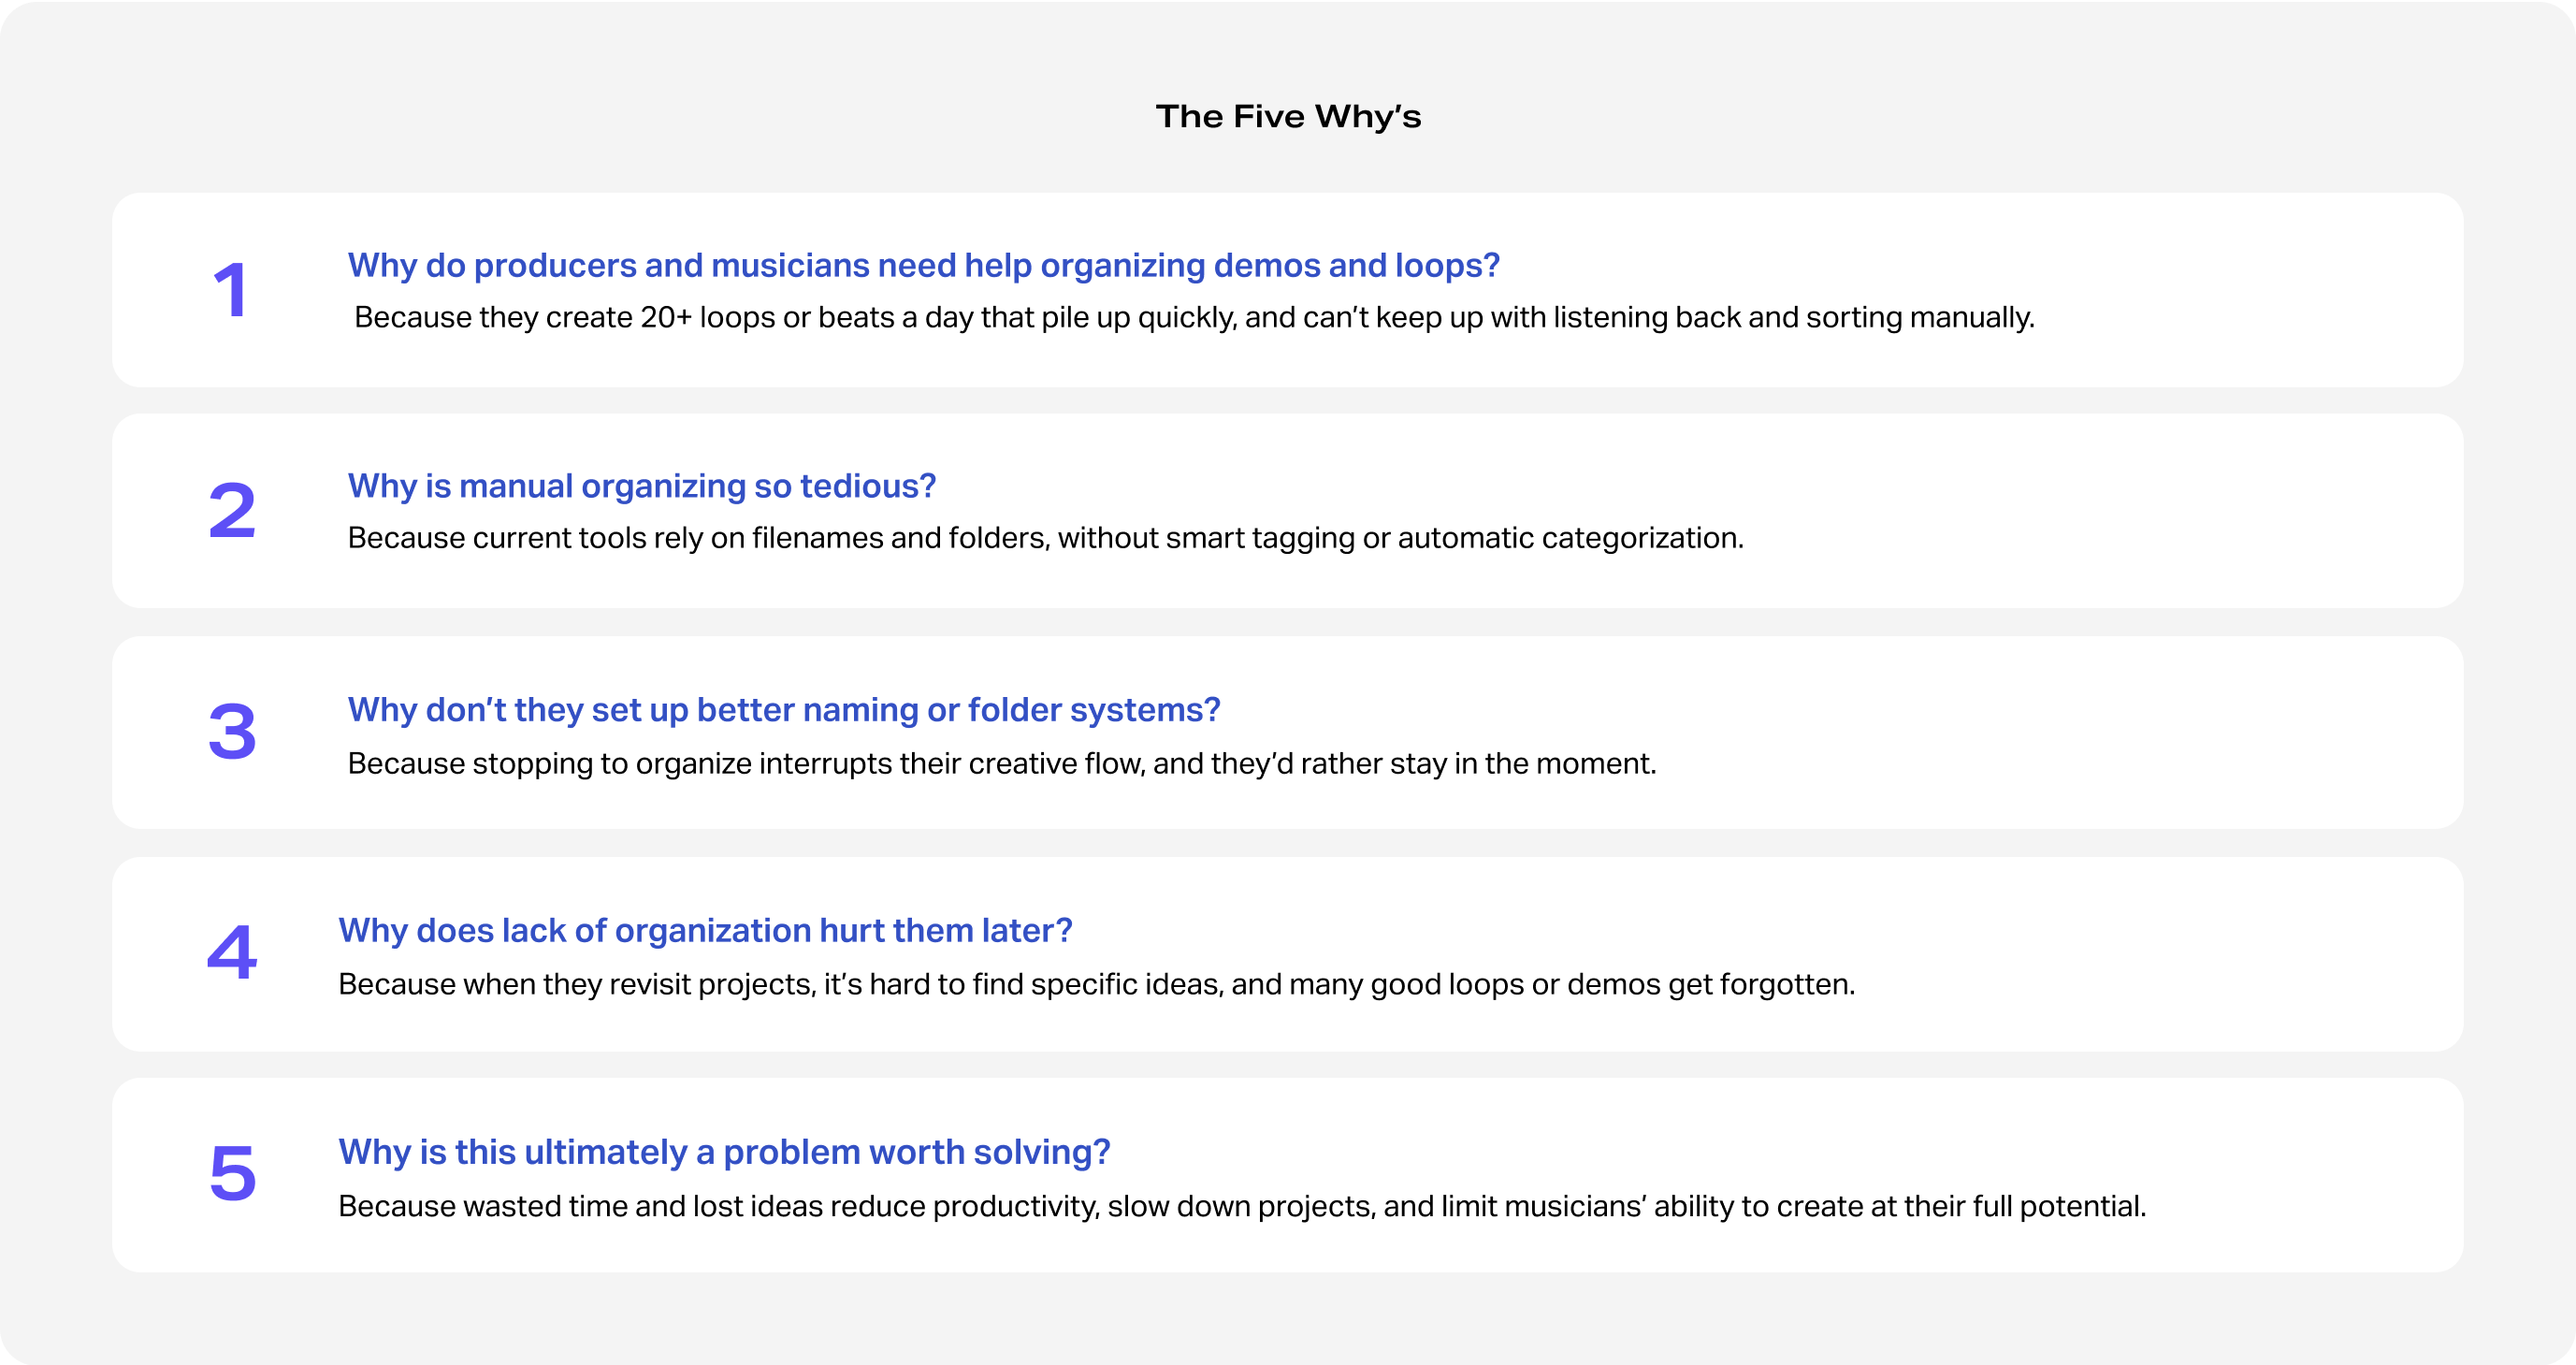 The Five Why’s
1
Why do producers and musicians need help organizing demos and loops?
Because they create 20+ loops or beats a day that pile up quickly, and can’t keep up with listening back and sorting manually.
2
Why is manual organizing so tedious?
Because current tools rely on filenames and folders, without smart tagging or automatic categorization.
3
Why don’t they set up better naming or folder systems?
Because stopping to organize interrupts their creative flow, and they’d rather stay in the moment.
4
Why does lack of organization hurt them later?
Because when they revisit projects, it’s hard to find specific ideas, and many good loops or demos get forgotten.
5
Why is this ultimately a problem worth solving?
Because wasted time and lost ideas reduce productivity, slow down projects, and limit musicians’ ability to create at their full potential.